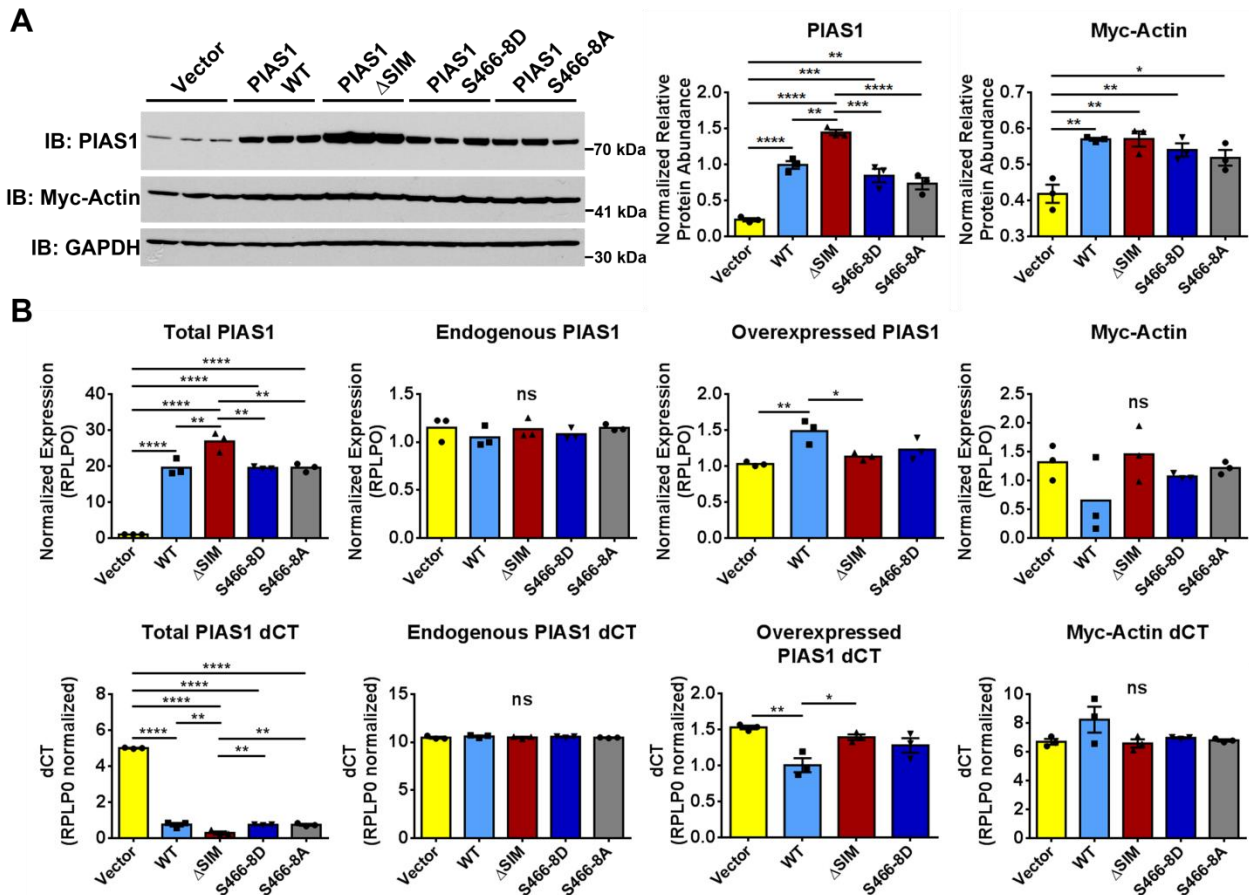 A
Vector
PIAS1 WT
PIAS1 ΔSIM
PIAS1 S466-8D
PIAS1 S466-8A
IB: PIAS1
70 kDa
IB: Myc-Actin
41 kDa
IB: GAPDH
30 kDa
PIAS1
Normalized Relative
Protein Abundance
2.0
1.5
1.0
0.5
0.0
**
***
****
****
**
***
****
Vector
WT
ΔSIM
S466-8D
S466-8A
Myc-Actin
Normalized Relative
Protein Abundance
0.7
0.6
0.5
0.4
0.3
*
**
**
**
Vector
WT
ΔSIM
S466-8D
S466-8A
B
Total PIAS1
Normalized Expression
(RPLPO)
40
30
20
10
0
****
****
****
**
**
**
****
Vector
WT
ΔSIM
S466-8D
S466-8A
Endogenous PIAS1
Normalized Expression
(RPLPO)
1.5
1.0
0.5
0.0
ns
Vector
WT
ΔSIM
S466-8D
S466-8A
Overexpressed PIAS1
Normalized Expression
(RPLPO)
2.0
1.5
1.0
0.5
0.0
**
*
Vector
WT
ΔSIM
S466-8D
Myc-Actin
Normalized Expression
(RPLPO)
2.5
2.0
1.5
1.0
0.5
0.0
ns
Vector
WT
ΔSIM
S466-8D
S466-8A
Total PIAS1 dCT
dCT
(RPLP0 normalized)
6
4
2
0
****
****
****
**
**
****
**
Vector
WT
ΔSIM
S466-8D
S466-8A
Endogenous PIAS1 dCT
dCT
(RPLP0 normalized)
15
10
5
0
ns
Vector
WT
ΔSIM
S466-8D
S466-8A
Overexpressed
PIAS1 dCT
dCT
(RPLP0 normalized)
2.0
1.5
1.0
0.5
0.0
**
*
Vector
WT
ΔSIM
S466-8D
Myc-Actin dCT
dCT
(RPLP0 normalized)
10
8
6
4
2
0
ns
Vector
WT
ΔSIM
S466-8D
S466-8A